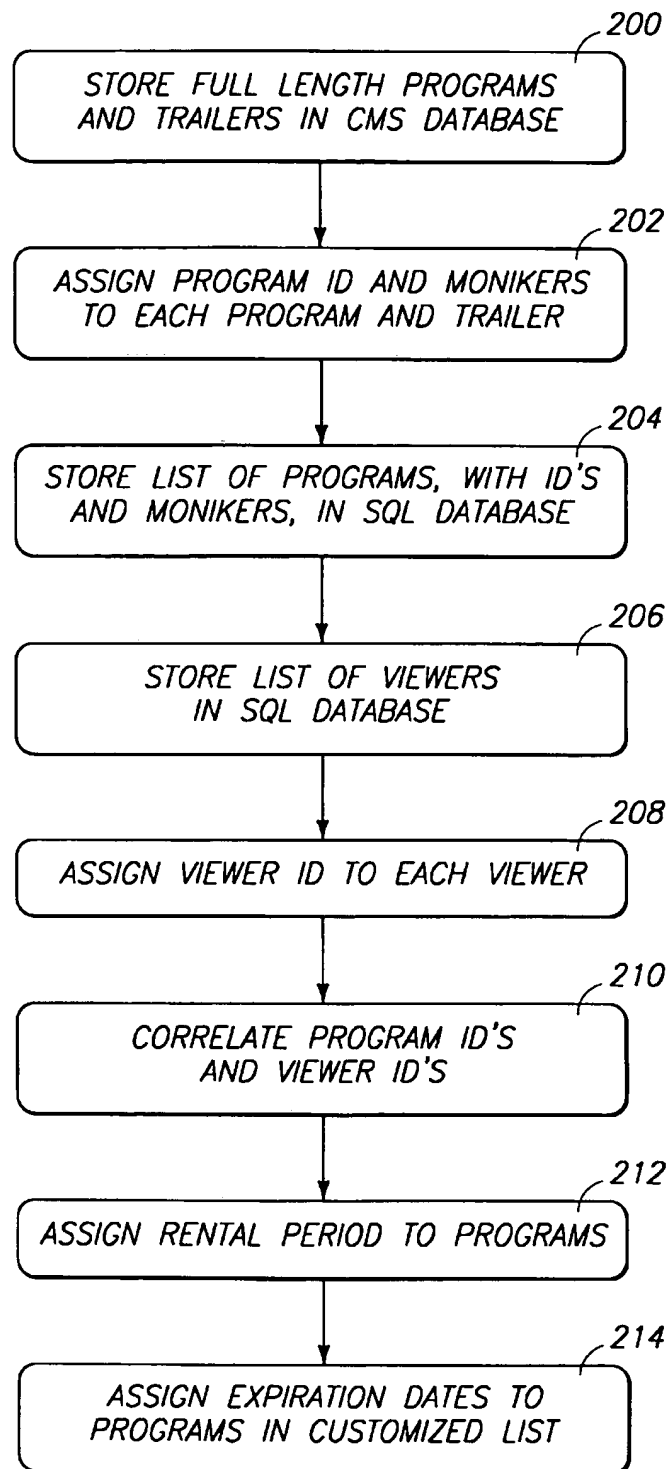 200
STORE FULL LENGTH PROGRAMS
AND TRAILERS IN CMS DATABASE
202
ASSIGN PROGRAM ID AND MONIKERS
TO EACH PROGRAM AND TRAILER
204
STORE LIST OF PROGRAMS, WITH ID'S
AND MONIKERS, IN SQL DATABASE
206
STORE LIST OF VIEWERS
IN SQL DATABASE
208
ASSIGN VIEWER ID TO EACH VIEWER
210
CORRELATE PROGRAM ID'S
AND VIEWER ID'S
212
ASSIGN RENTAL PERIOD TO PROGRAMS
214
ASSIGN EXPIRATION DATES TO
PROGRAMS IN CUSTOMIZED LIST